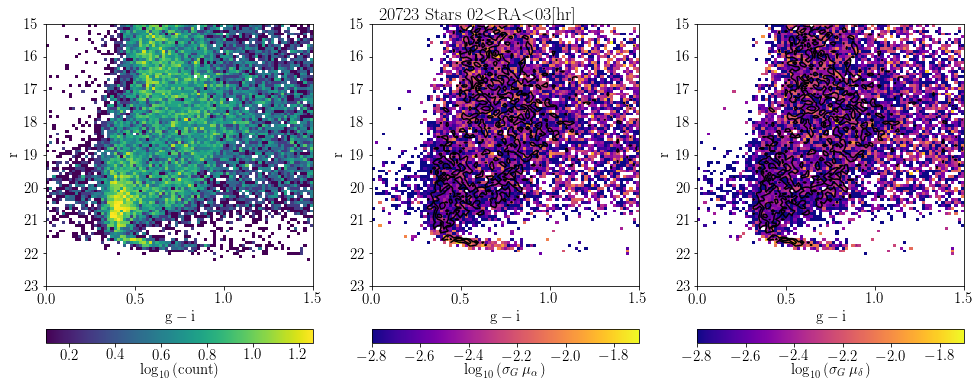 20723 Stars 02<RA<03[hr]
15 16 17 18 19 20 21 22 23
r
0.0 0.5 1.0 1.5
g − i
0.2 0.4 0.6 0.8 1.0 1.2
log10(count)
15 16 17 18 19 20 21 22 23
r
0.0 0.5 1.0 1.5
g − i
−2.8 −2.6 −2.4 −2.2 −2.0 −1.8
log10(σG μα)
15 16 17 18 19 20 21 22 23
r
0.0 0.5 1.0 1.5
g − i
−2.8 −2.6 −2.4 −2.2 −2.0 −1.8
log10(σG μδ)